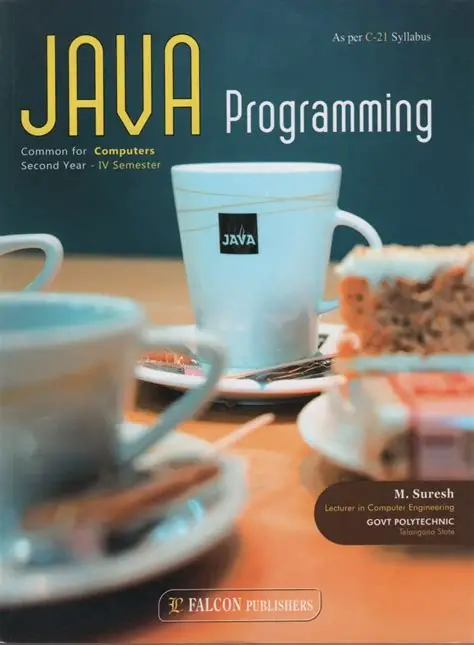 As per C-21 Syllabus
JAVA Programming
Common for Computers
Second Year - IV Semester
JAVA
M. Suresh
Lecturer in Computer Engineering
GOVT POLYTECHNIC
Telangana State
FALCON PUBLISHERS